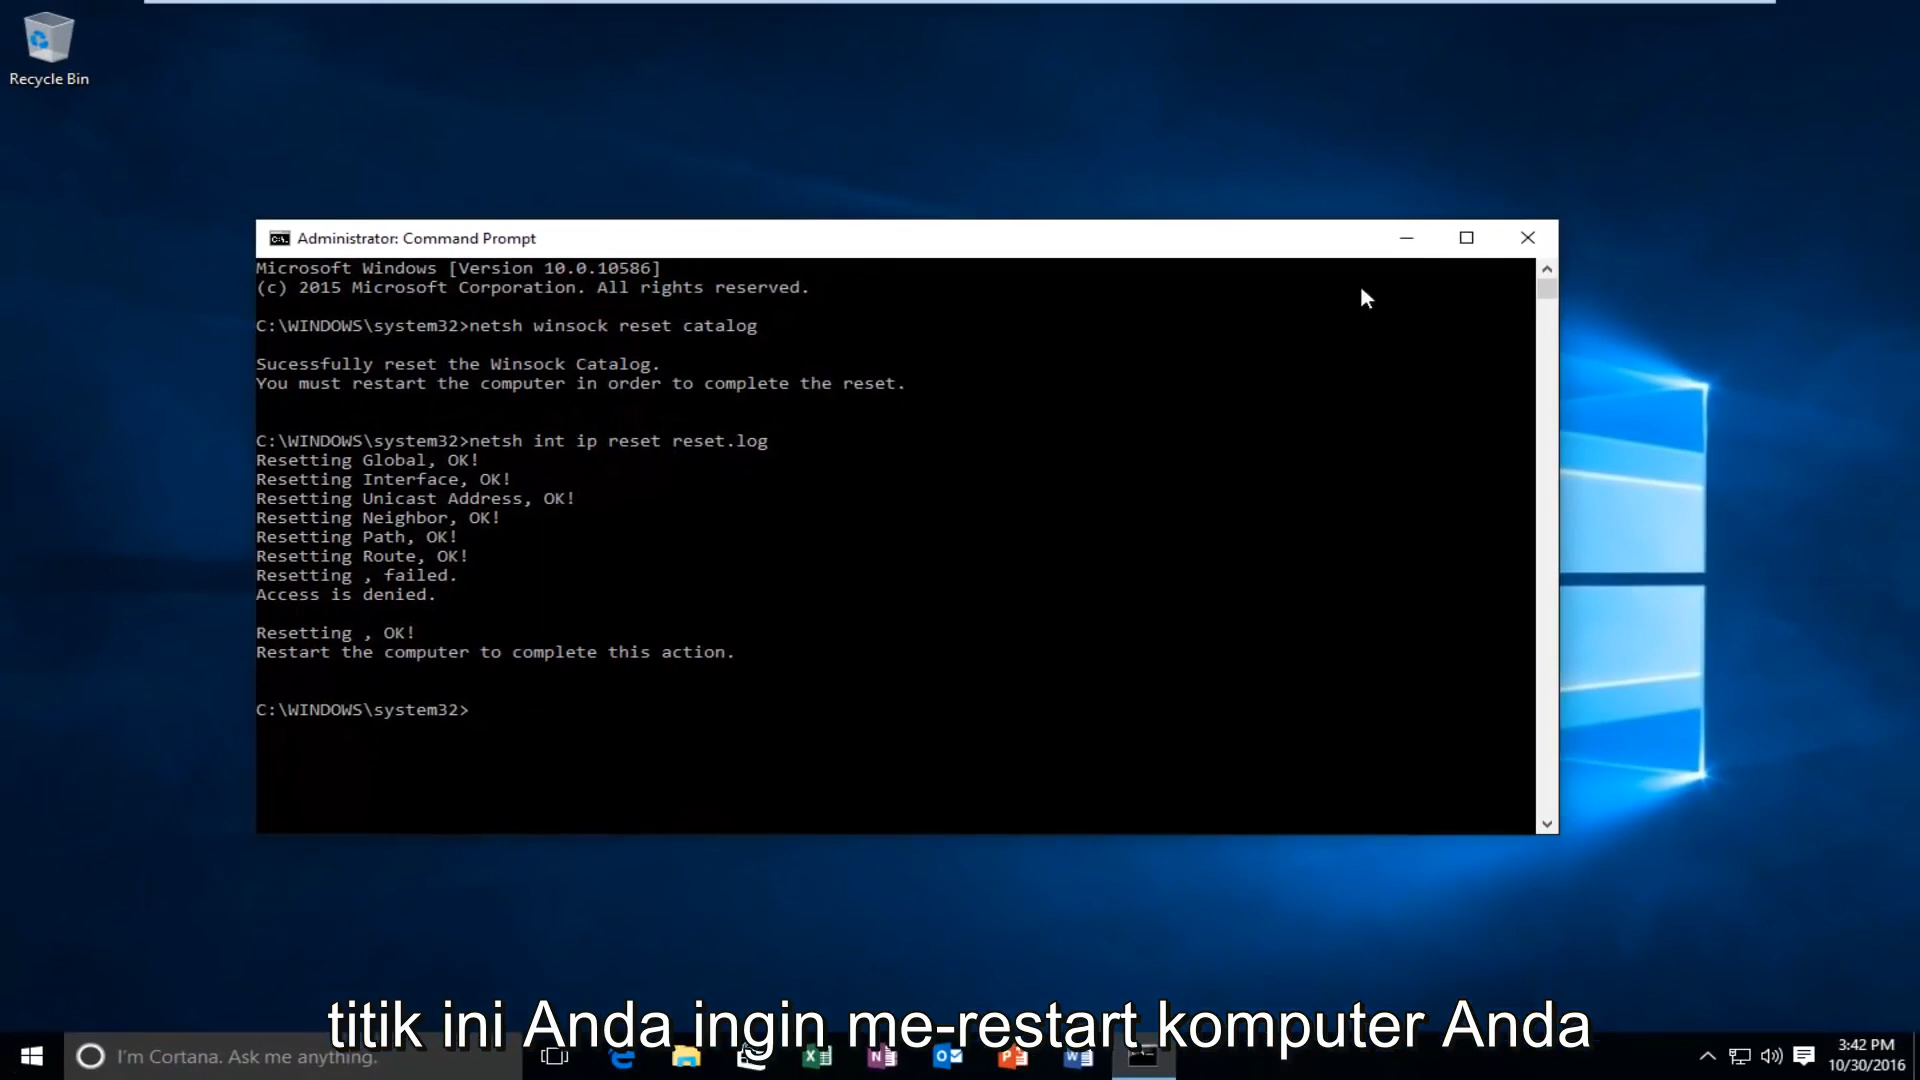 Recycle Bin
Administrator: Command Prompt
Microsoft Windows [Version 10.0.10586]
(c) 2015 Microsoft Corporation. All rights reserved.
C:\WINDOWS\system32>netsh winsock reset catalog
Sucessfully reset the Winsock Catalog.
You must restart the computer in order to complete the reset.
C:\WINDOWS\system32>netsh int ip reset reset.log
Resetting Global, OK!
Resetting Interface, OK!
Resetting Unicast Address, OK!
Resetting Neighbor, OK!
Resetting Path, OK!
Resetting Route, OK!
Resetting , failed.
Access is denied.
Resetting , OK!
Restart the computer to complete this action.
C:\WINDOWS\system32>
titik ini Anda ingin me-restart komputer Anda
I'm Cortana. Ask me anything.
3:42 PM
10/30/2016